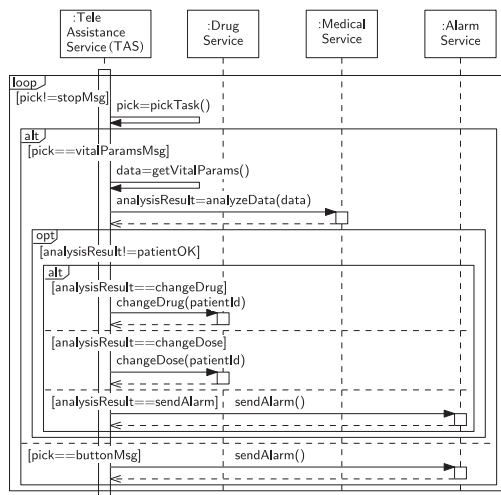 :Tele
Assistance
Service (TAS)
:Drug
Service
:Medical
Service
:Alarm
Service
loop
[pick!=stopMsg]
pick=pickTask()
alt
[pick==vitalParamsMsg]
data=getVitalParams()
analysisResult=analyzeData(data)
opt
[analysisResult!=patientOK]
alt
[analysisResult==changeDrug]
changeDrug(patientId)
[analysisResult==changeDose]
changeDose(patientId)
[analysisResult==sendAlarm] sendAlarm()
[pick==buttonMsg] sendAlarm()